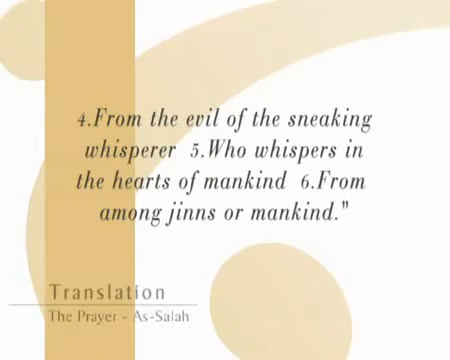 4.From the evil of the sneaking
whisperer 5.Who whispers in
the hearts of mankind 6.From
among jinns or mankind."
Translation
The Prayer - As-Salah